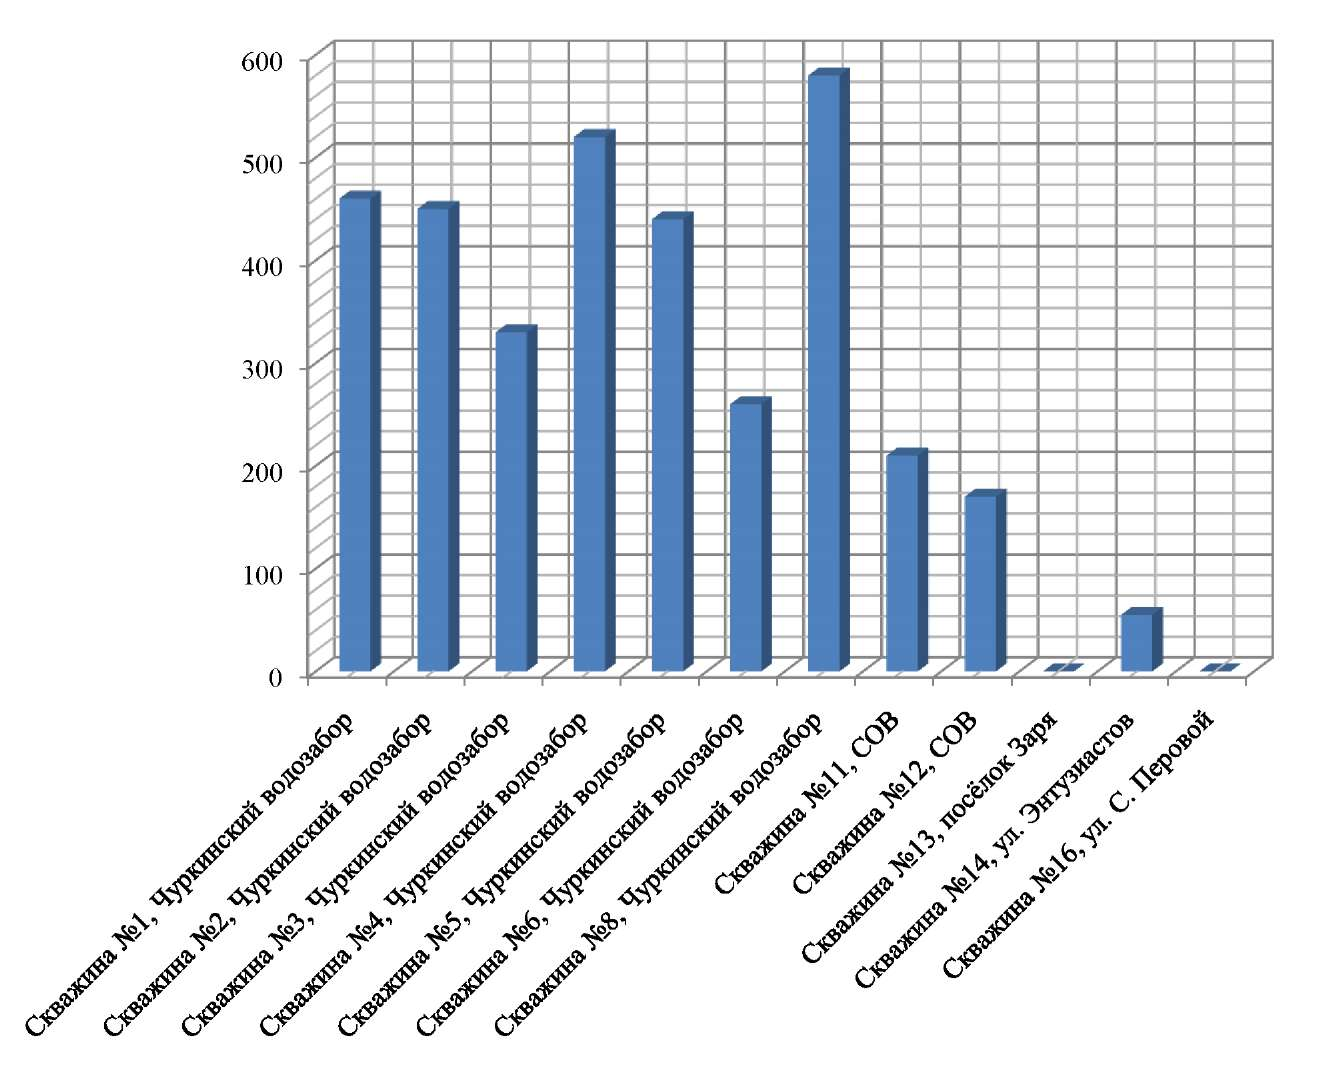 600
500
400
300
200
100
0
Скважина №1, Чуркинский водозабор
Скважина №2, Чуркинский водозабор
Скважина №3, Чуркинский водозабор
Скважина №4, Чуркинский водозабор
Скважина №5, Чуркинский водозабор
Скважина №6, Чуркинский водозабор
Скважина №8, Чуркинский водозабор
Скважина №11, СОВ
Скважина №12, СОВ
Скважина №13, посёлок Заря
Скважина №14, ул. Энтузиастов
Скважина №16, ул. С. Перовой